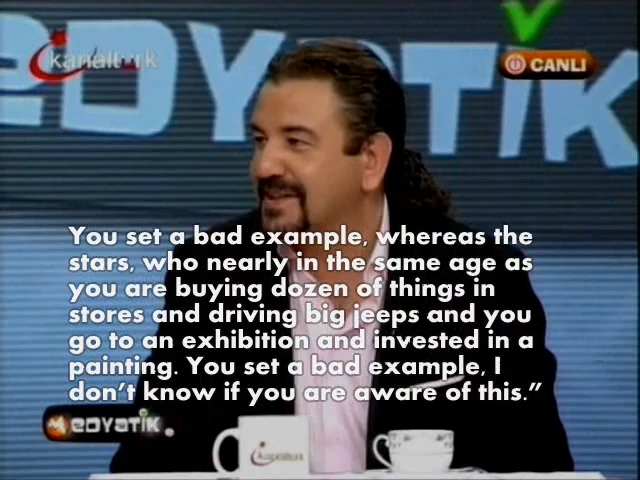 kanaltürk
CANLI
MEDYATİK
You set a bad example, whereas the
stars, who nearly in the same age as
you are buying dozen of things in
stores and driving big jeeps and you
go to an exhibition and invested in a
painting. You set a bad example, I
don't know if you are aware of this.”
MEDYATİK
kanaltürk